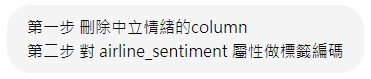 第一步 刪除中立情緒的column
第二步 對 airline_sentiment 屬性做標籤編碼